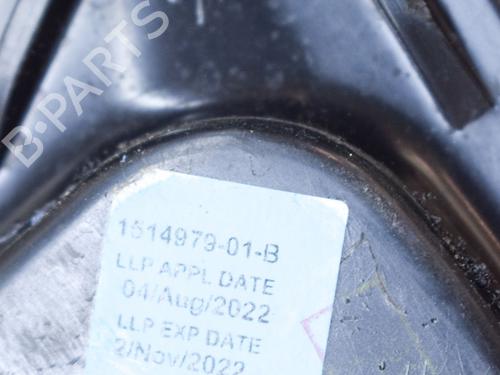 B-PARTS
1514979-01-B
LLP APPL DATE
04/Aug/2022
LLP EXP DATE
2/Nov/2022